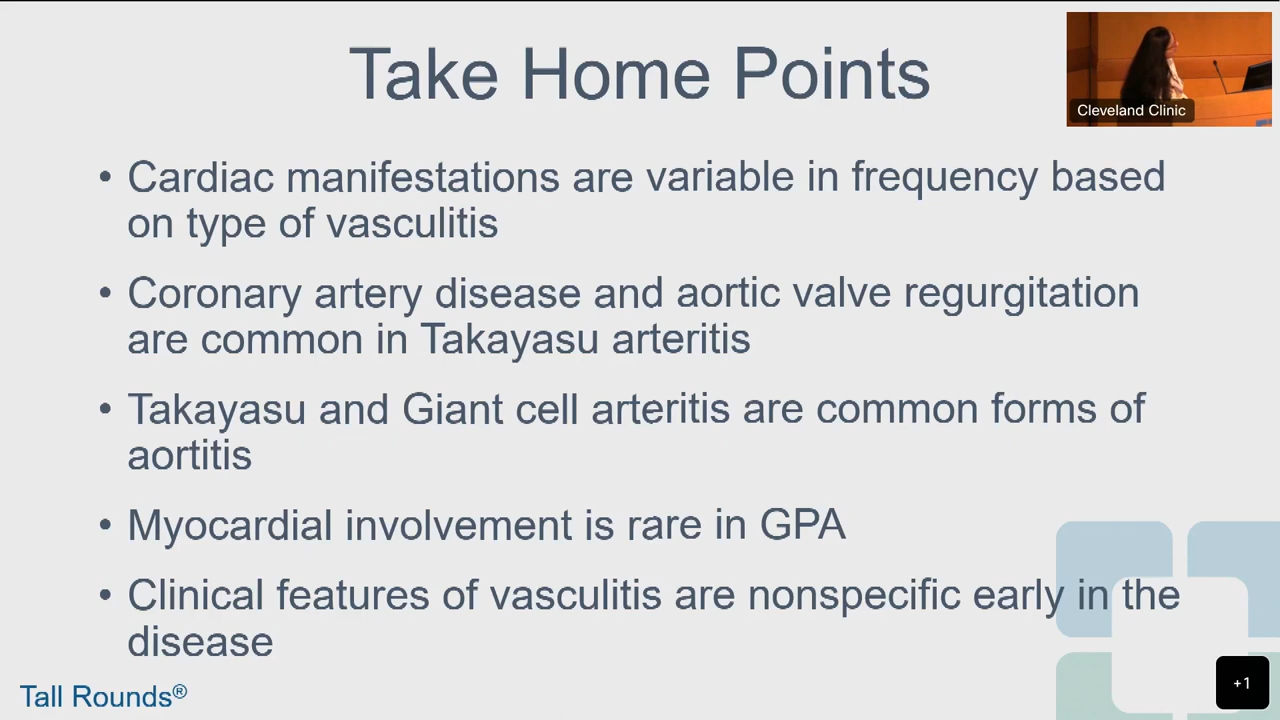 Take Home Points
Cleveland Clinic
• Cardiac manifestations are variable in frequency based
on type of vasculitis
• Coronary artery disease and aortic valve regurgitation
are common in Takayasu arteritis
• Takayasu and Giant cell arteritis are common forms of
aortitis
• Myocardial involvement is rare in GPA
• Clinical features of vasculitis are nonspecific early in the
disease
Tall Rounds®
+1